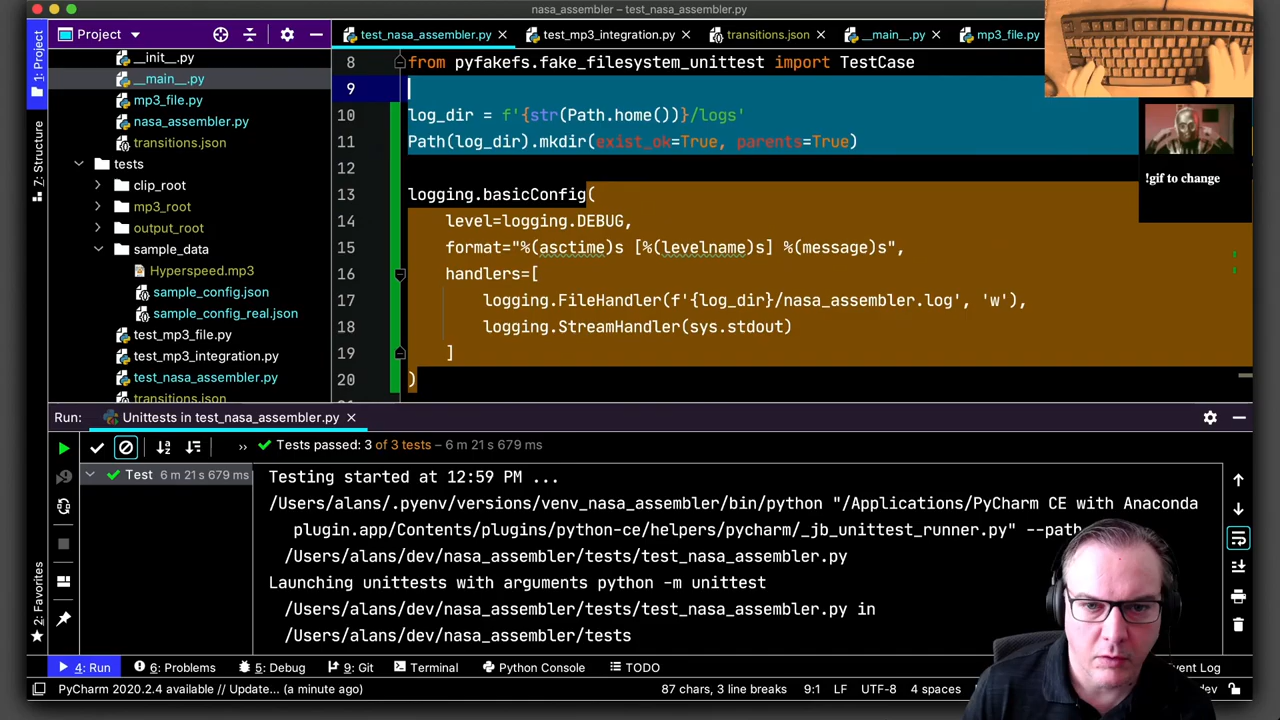 nasa_assembler – test_nasa_assembler.py
Project
test_nasa_assembler.py
test_mp3_integration.py
transitions.json
__main__.py
mp3_file.py
1: Project
7: Structure
2: Favorites
__init__.py
__main__.py
mp3_file.py
nasa_assembler.py
transitions.json
tests
clip_root
mp3_root
output_root
sample_data
Hyperspeed.mp3
sample_config.json
sample_config_real.json
test_mp3_file.py
test_mp3_integration.py
test_nasa_assembler.py
transitions.json
8 from pyfakefs.fake_filesystem_unittest import TestCase
9
10 log_dir = f'{str(Path.home())}/logs'
11 Path(log_dir).mkdir(exist_ok=True, parents=True)
12
13 logging.basicConfig(
14 level=logging.DEBUG,
15 format="%(asctime)s [%(levelname)s] %(message)s",
16 handlers=[
17 logging.FileHandler(f'{log_dir}/nasa_assembler.log', 'w'),
18 logging.StreamHandler(sys.stdout)
19 ]
20 )
!gif to change
Run: Unittests in test_nasa_assembler.py
» Tests passed: 3 of 3 tests – 6 m 21 s 679 ms
Test 6 m 21 s 679 ms
Testing started at 12:59 PM ...
/Users/alans/.pyenv/versions/venv_nasa_assembler/bin/python "/Applications/PyCharm CE with Anaconda
plugin.app/Contents/plugins/python-ce/helpers/pycharm/_jb_unittest_runner.py" --path
/Users/alans/dev/nasa_assembler/tests/test_nasa_assembler.py
Launching unittests with arguments python -m unittest
/Users/alans/dev/nasa_assembler/tests/test_nasa_assembler.py in
/Users/alans/dev/nasa_assembler/tests
4: Run
6: Problems
5: Debug
9: Git
Terminal
Python Console
TODO
Event Log
PyCharm 2020.2.4 available // Update... (a minute ago)
87 chars, 3 line breaks
9:1
LF
UTF-8
4 spaces